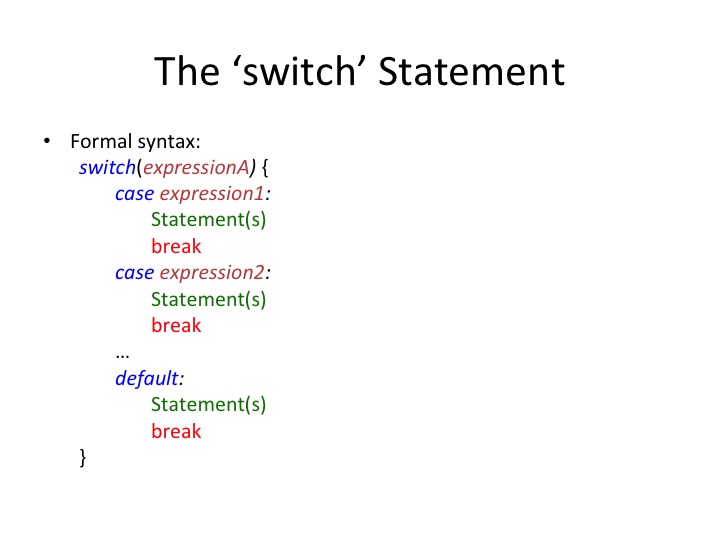 The ‘switch’ Statement
• Formal syntax:
switch(expressionA) {
case expression1:
Statement(s)
break
case expression2:
Statement(s)
break
…
default:
Statement(s)
break
}